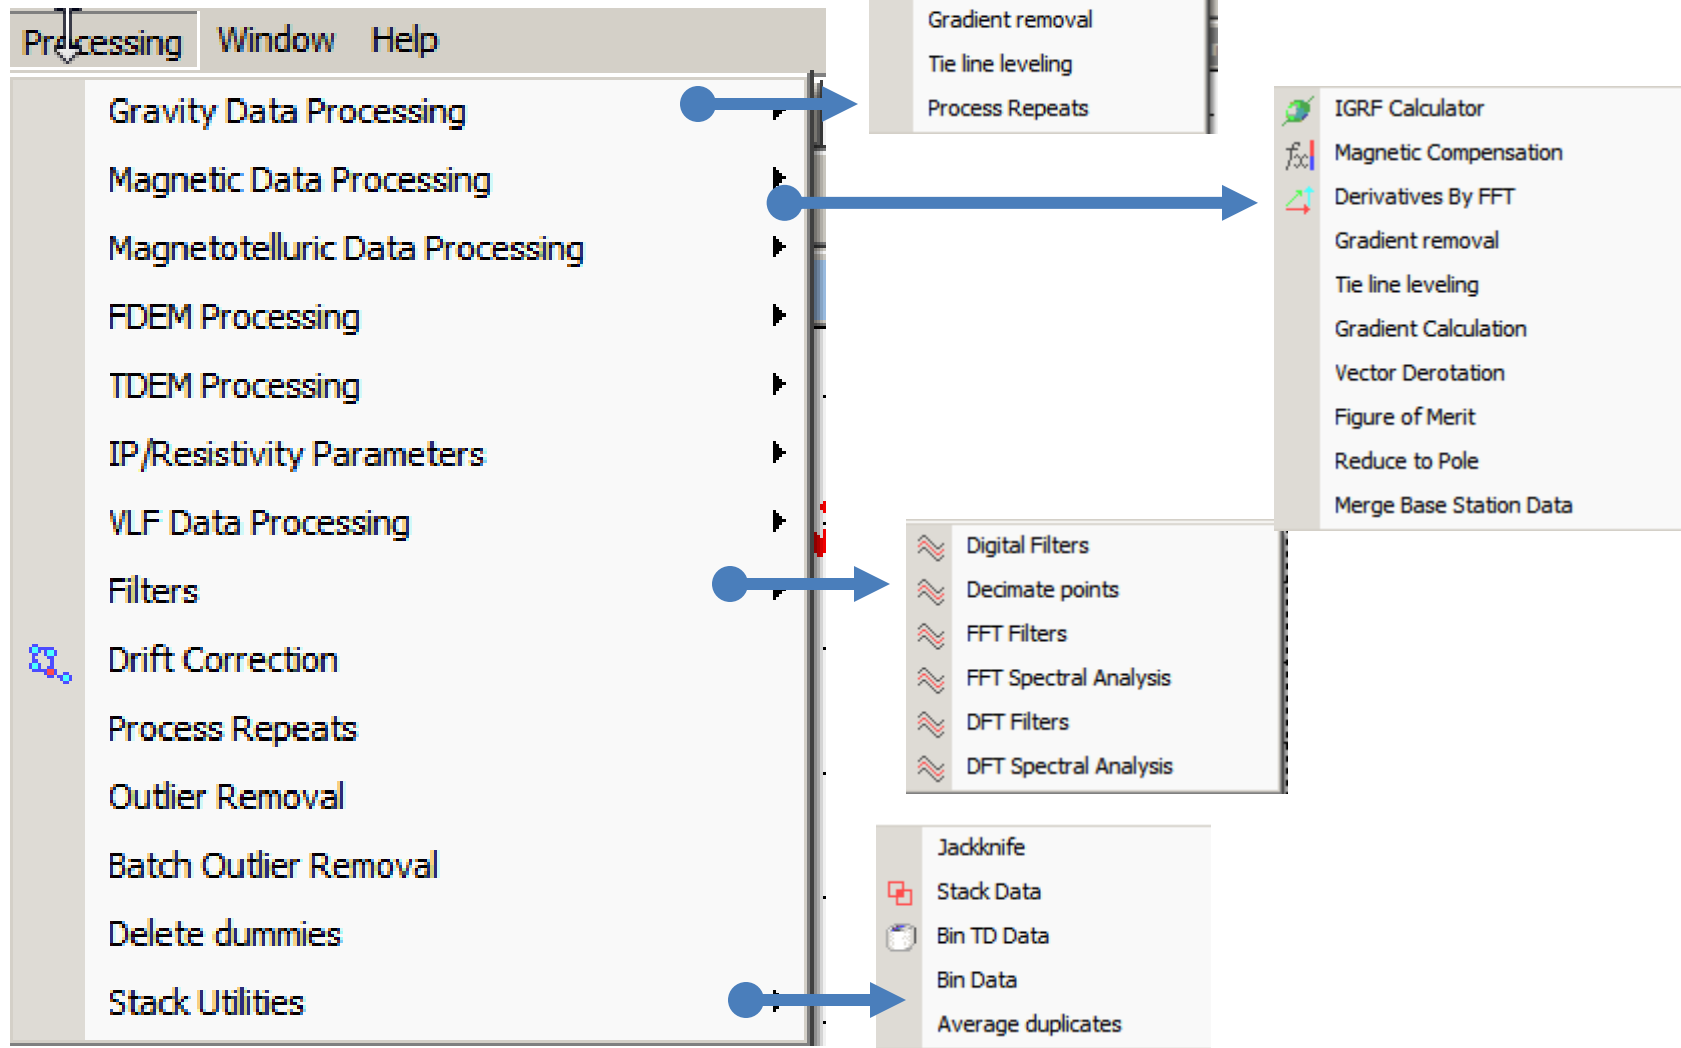 Processing Window Help
Gravity Data Processing
Magnetic Data Processing
Magnetotelluric Data Processing
FDEM Processing
TDEM Processing
IP/Resistivity Parameters
VLF Data Processing
Filters
Drift Correction
Process Repeats
Outlier Removal
Batch Outlier Removal
Delete dummies
Stack Utilities
Gradient removal
Tie line leveling
Process Repeats
IGRF Calculator
Magnetic Compensation
Derivatives By FFT
Gradient removal
Tie line leveling
Gradient Calculation
Vector Derotation
Figure of Merit
Reduce to Pole
Merge Base Station Data
Digital Filters
Decimate points
FFT Filters
FFT Spectral Analysis
DFT Filters
DFT Spectral Analysis
Jackknife
Stack Data
Bin TD Data
Bin Data
Average duplicates